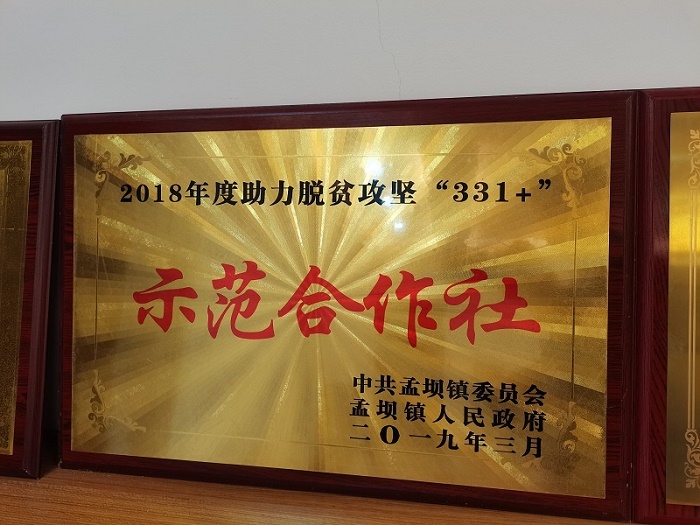 2018年度助力脱贫攻坚“331+”
示范合作社
中共孟坝镇委员会
孟坝镇人民政府
二O一九年三月